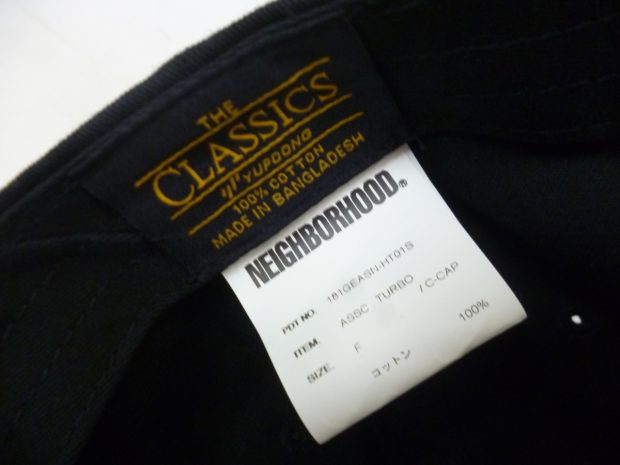 THE
CLASSICS
YUPOONG
100% COTTON
MADE IN BANGLADESH
NEIGHBORHOOD®
PDT NO. 181GEASN-HT01S
ITEM. ASSC TURBO /C-CAP
SIZE. F
コットン 100%